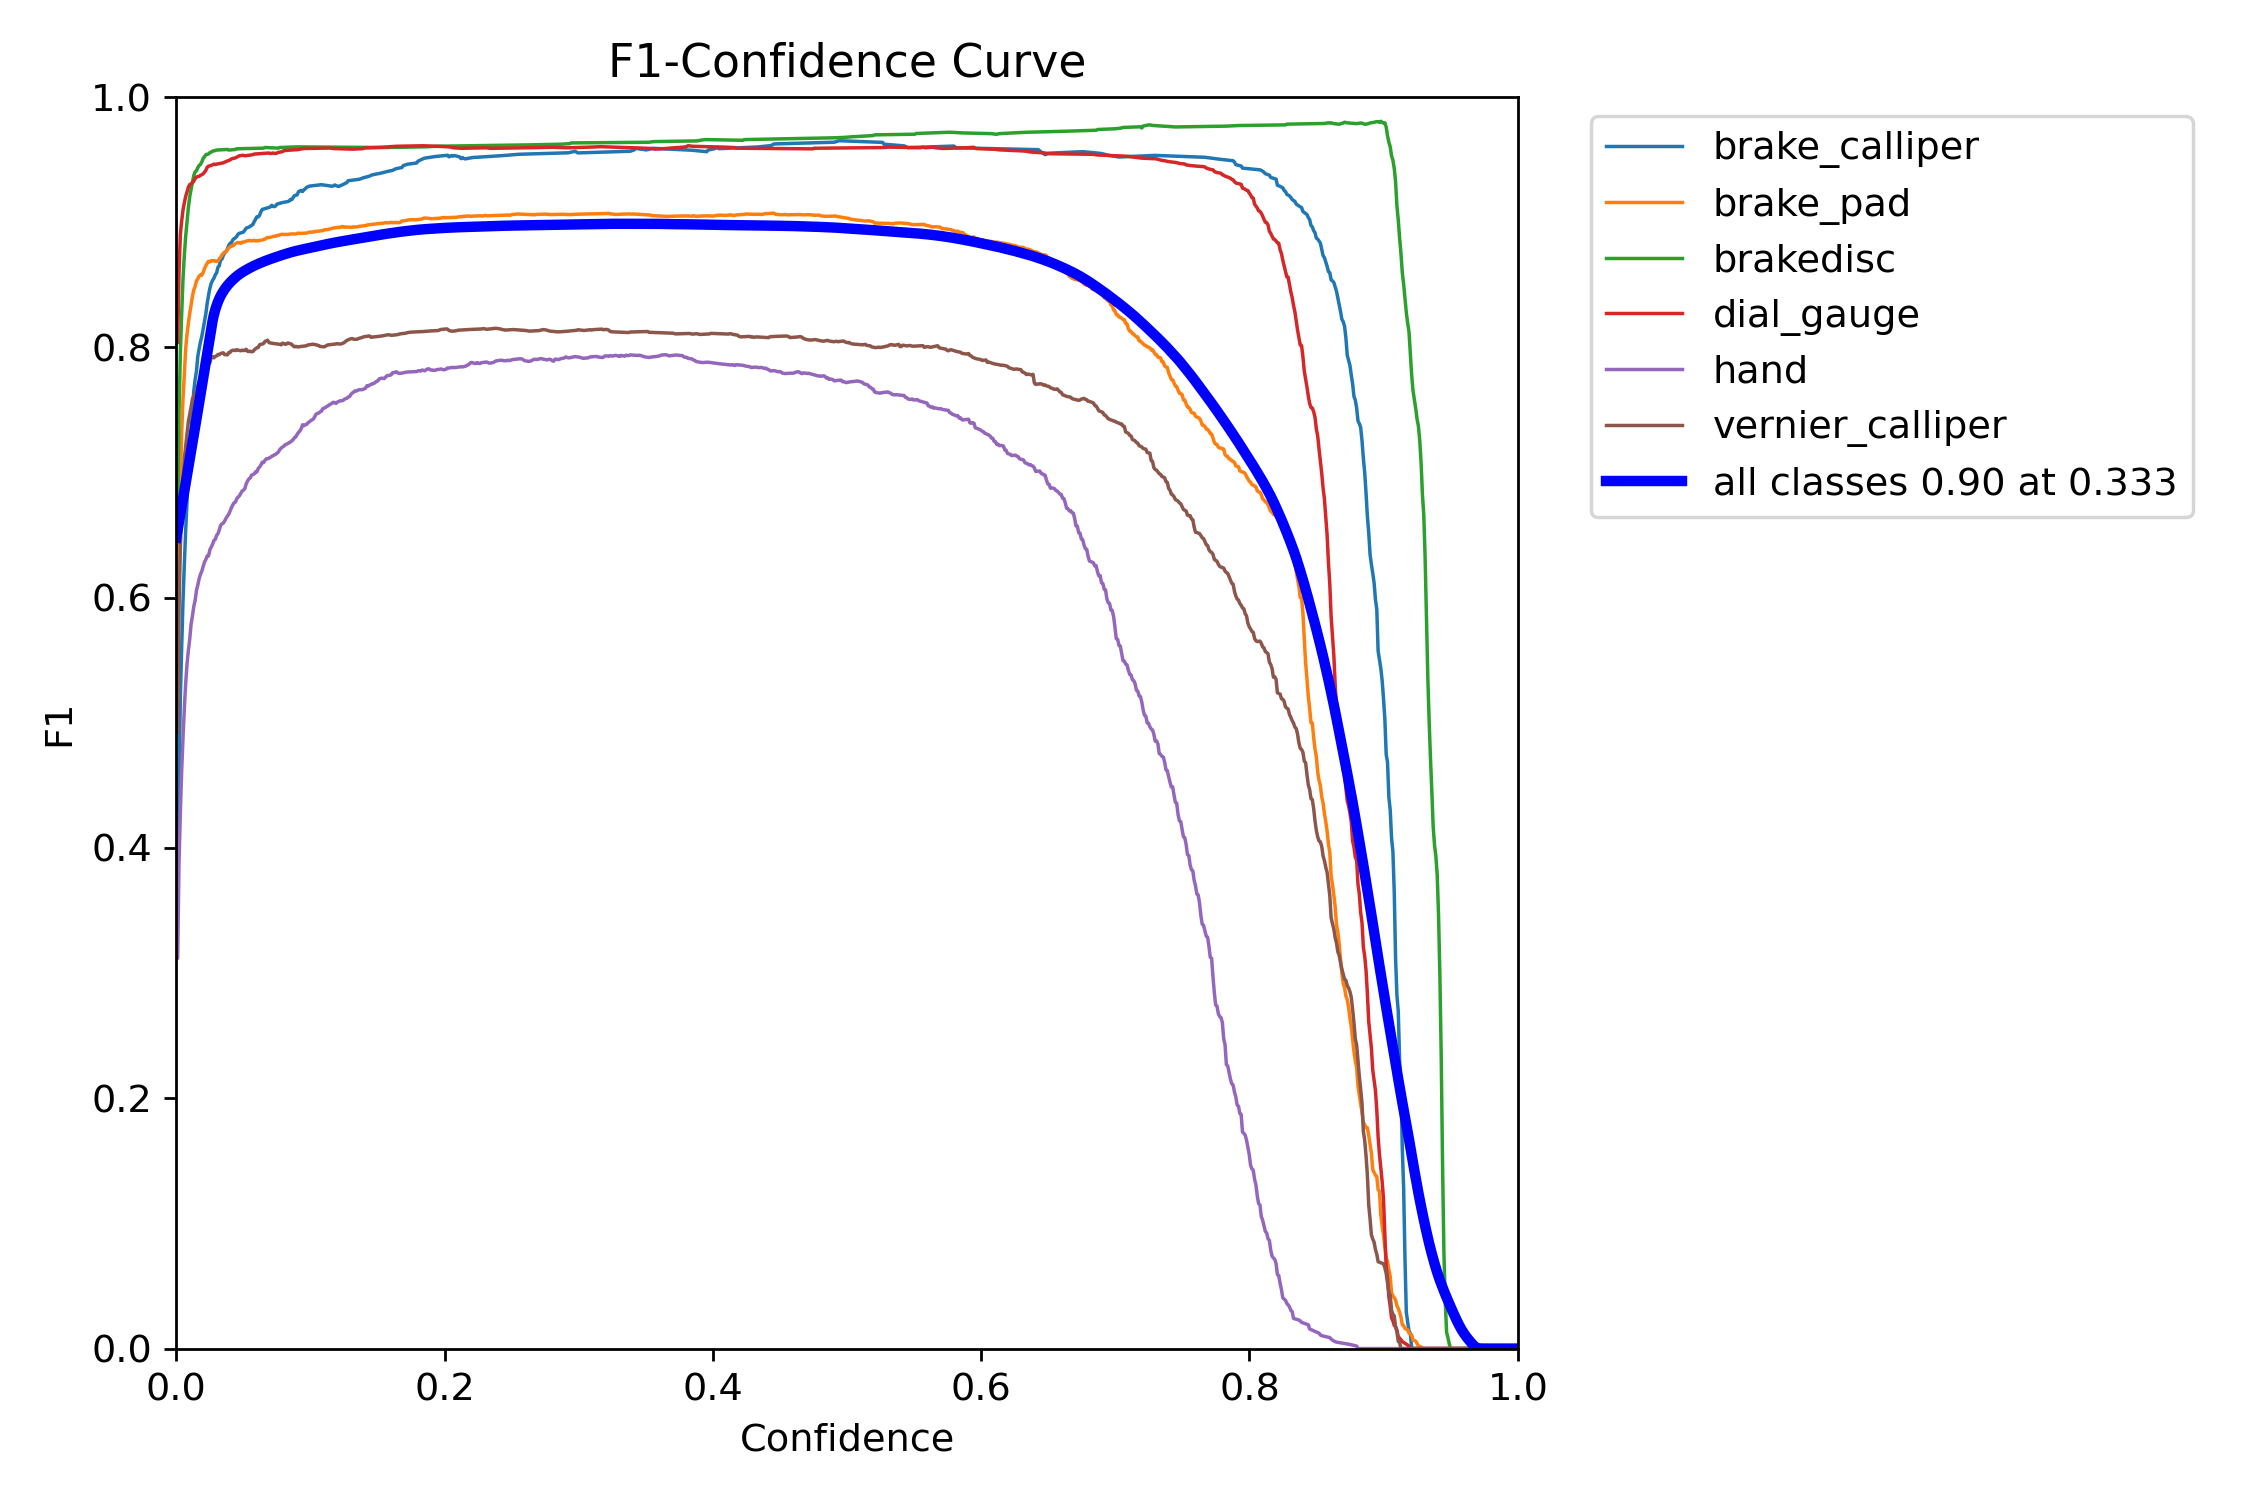 F1-Confidence Curve
1.0
0.8
0.6
0.4
0.2
0.0
F1
0.0 0.2 0.4 0.6 0.8 1.0
Confidence
brake_calliper
brake_pad
brakedisc
dial_gauge
hand
vernier_calliper
all classes 0.90 at 0.333